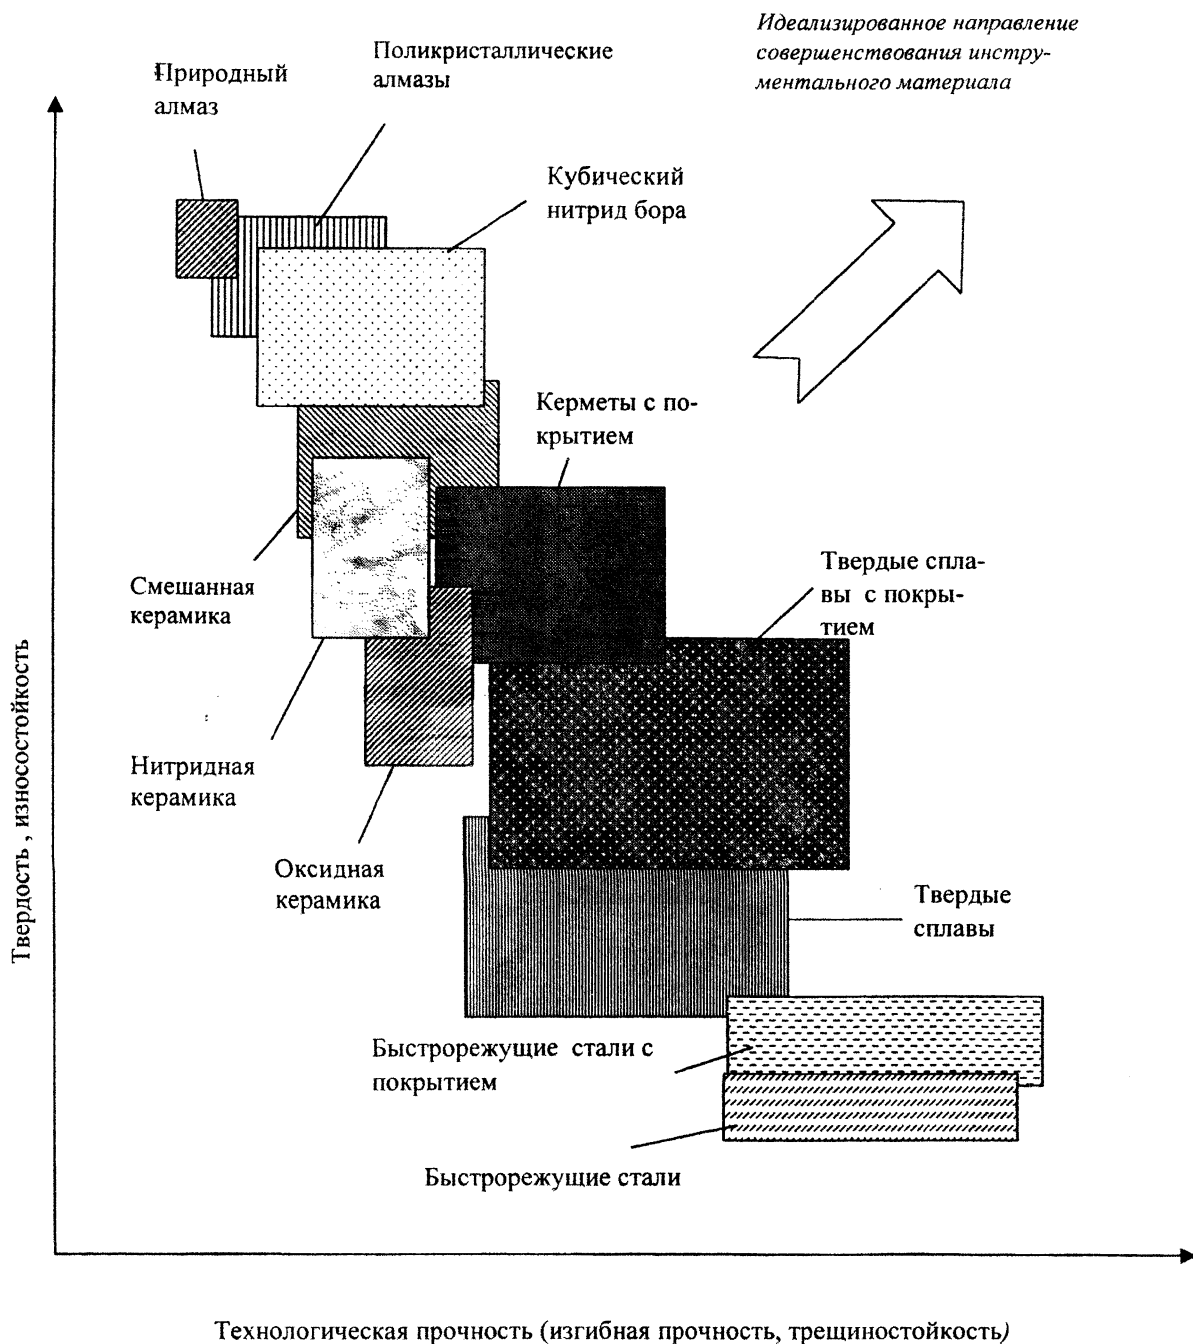 Идеализированное направление
совершенствования инстру-
ментального материала
Природный
алмаз
Поликристаллические
алмазы
Кубический
нитрид бора
Керметы с по-
крытием
Твердые спла-
вы с покры-
тием
Смешанная
керамика
Нитридная
керамика
Оксидная
керамика
Твердые
сплавы
Быстрорежущие стали с
покрытием
Быстрорежущие стали
Твердость , износостойкость
Технологическая прочность (изгибная прочность, трещиностойкость)